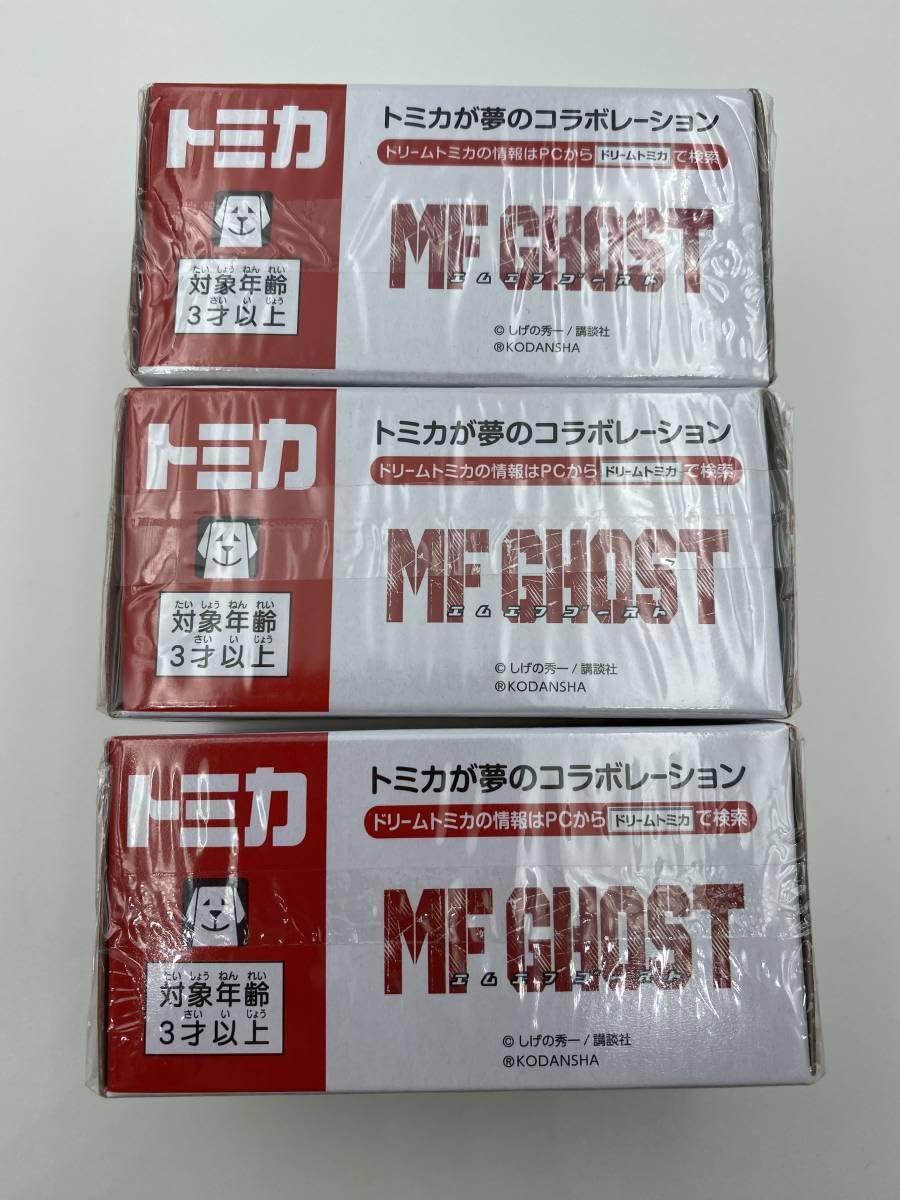 トミカ
トミカが夢のコラボレーション
ドリームトミカの情報はPCから ドリームトミカ で検索
MF GHOST
エムエフゴースト
たい しょう ねん れい
対象年齢
さい い じょう
3才以上
© しげの秀一 / 講談社
®KODANSHA
トミカ
トミカが夢のコラボレーション
ドリームトミカの情報はPCから ドリームトミカ で検索
MF GHOST
エムエフゴースト
たい しょう ねん れい
対象年齢
さい い じょう
3才以上
© しげの秀一 / 講談社
®KODANSHA
トミカ
トミカが夢のコラボレーション
ドリームトミカの情報はPCから ドリームトミカ で検索
MF GHOST
エムエフゴースト
たい しょう ねん れい
対象年齢
さい い じょう
3才以上
© しげの秀一 / 講談社
®KODANSHA